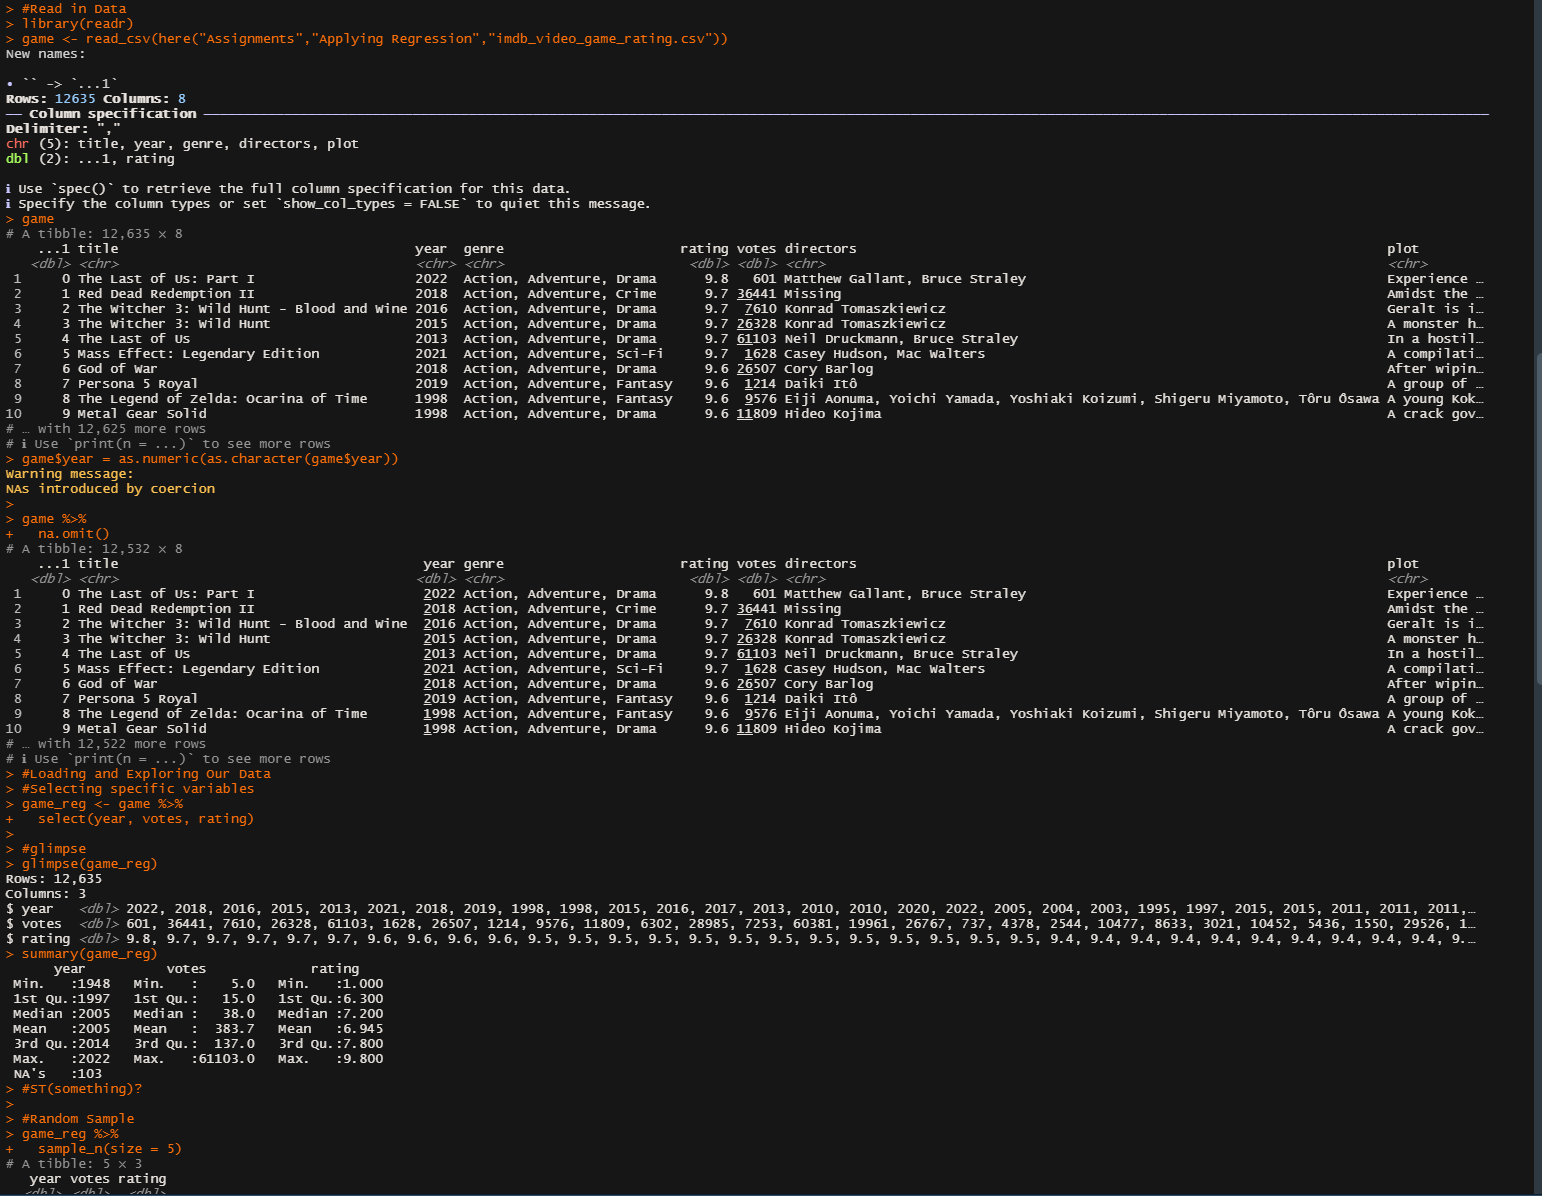 > #Read in Data
> library(readr)
> game <- read_csv(here("Assignments","Applying Regression","imdb_video_game_rating.csv"))
New names:
• `` -> `...1`
Rows: 12635 Columns: 8
── Column specification ──────────────────────────────
Delimiter: ","
chr (5): title, year, genre, directors, plot
dbl (2): ...1, rating
ℹ Use `spec()` to retrieve the full column specification for this data.
ℹ Specify the column types or set `show_col_types = FALSE` to quiet this message.
> game
# A tibble: 12,635 × 8
...1 title year genre rating votes directors plot
<dbl> <chr> <chr> <chr> <dbl> <dbl> <chr> <chr>
1 0 The Last of Us: Part I 2022 Action, Adventure, Drama 9.8 601 Matthew Gallant, Bruce Straley Experience …
2 1 Red Dead Redemption II 2018 Action, Adventure, Crime 9.7 36441 Missing Amidst the …
3 2 The Witcher 3: Wild Hunt - Blood and Wine 2016 Action, Adventure, Drama 9.7 7610 Konrad Tomaszkiewicz Geralt is i…
4 3 The Witcher 3: Wild Hunt 2015 Action, Adventure, Drama 9.7 26328 Konrad Tomaszkiewicz A monster h…
5 4 The Last of Us 2013 Action, Adventure, Drama 9.7 61103 Neil Druckmann, Bruce Straley In a hostil…
6 5 Mass Effect: Legendary Edition 2021 Action, Adventure, Sci-Fi 9.7 1628 Casey Hudson, Mac Walters A compilati…
7 6 God of War 2018 Action, Adventure, Drama 9.6 26507 Cory Barlog After wipin…
8 7 Persona 5 Royal 2019 Action, Adventure, Fantasy 9.6 1214 Daiki Itô A group of …
9 8 The Legend of Zelda: Ocarina of Time 1998 Action, Adventure, Fantasy 9.6 9576 Eiji Aonuma, Yoichi Yamada, Yoshiaki Koizumi, Shigeru Miyamoto, Tôru Ôsawa A young Kok…
10 9 Metal Gear Solid 1998 Action, Adventure, Drama 9.6 11809 Hideo Kojima A crack gov…
# … with 12,625 more rows
# ℹ Use `print(n = ...)` to see more rows
> game$year = as.numeric(as.character(game$year))
Warning message:
NAs introduced by coercion
>
> game %>%
+ na.omit()
# A tibble: 12,532 × 8
...1 title year genre rating votes directors plot
<dbl> <chr> <dbl> <chr> <dbl> <dbl> <chr> <chr>
1 0 The Last of Us: Part I 2022 Action, Adventure, Drama 9.8 601 Matthew Gallant, Bruce Straley Experience …
2 1 Red Dead Redemption II 2018 Action, Adventure, Crime 9.7 36441 Missing Amidst the …
3 2 The Witcher 3: Wild Hunt - Blood and Wine 2016 Action, Adventure, Drama 9.7 7610 Konrad Tomaszkiewicz Geralt is i…
4 3 The Witcher 3: Wild Hunt 2015 Action, Adventure, Drama 9.7 26328 Konrad Tomaszkiewicz A monster h…
5 4 The Last of Us 2013 Action, Adventure, Drama 9.7 61103 Neil Druckmann, Bruce Straley In a hostil…
6 5 Mass Effect: Legendary Edition 2021 Action, Adventure, Sci-Fi 9.7 1628 Casey Hudson, Mac Walters A compilati…
7 6 God of War 2018 Action, Adventure, Drama 9.6 26507 Cory Barlog After wipin…
8 7 Persona 5 Royal 2019 Action, Adventure, Fantasy 9.6 1214 Daiki Itô A group of …
9 8 The Legend of Zelda: Ocarina of Time 1998 Action, Adventure, Fantasy 9.6 9576 Eiji Aonuma, Yoichi Yamada, Yoshiaki Koizumi, Shigeru Miyamoto, Tôru Ôsawa A young Kok…
10 9 Metal Gear Solid 1998 Action, Adventure, Drama 9.6 11809 Hideo Kojima A crack gov…
# … with 12,522 more rows
# ℹ Use `print(n = ...)` to see more rows
> #Loading and Exploring Our Data
> #Selecting specific variables
> game_reg <- game %>%
+ select(year, votes, rating)
>
> #glimpse
> glimpse(game_reg)
Rows: 12,635
Columns: 3
$ year <dbl> 2022, 2018, 2016, 2015, 2013, 2021, 2018, 2019, 1998, 1998, 2015, 2016, 2017, 2013, 2010, 2010, 2020, 2022, 2005, 2004, 2003, 1995, 1997, 2015, 2015, 2011, 2011, 2011,…
$ votes <dbl> 601, 36441, 7610, 26328, 61103, 1628, 26507, 1214, 9576, 11809, 6302, 28985, 7253, 60381, 19961, 26767, 737, 4378, 2544, 10477, 8633, 3021, 10452, 5436, 1550, 29526, 1…
$ rating <dbl> 9.8, 9.7, 9.7, 9.7, 9.7, 9.7, 9.6, 9.6, 9.6, 9.6, 9.5, 9.5, 9.5, 9.5, 9.5, 9.5, 9.5, 9.5, 9.5, 9.5, 9.5, 9.5, 9.5, 9.4, 9.4, 9.4, 9.4, 9.4, 9.4, 9.4, 9.4, 9.4, 9.4, 9.…
> summary(game_reg)
year votes rating
Min. :1948 Min. : 5.0 Min. :1.000
1st Qu.:1997 1st Qu.: 15.0 1st Qu.:6.300
Median :2005 Median : 38.0 Median :7.200
Mean :2005 Mean : 383.7 Mean :6.945
3rd Qu.:2014 3rd Qu.: 137.0 3rd Qu.:7.800
Max. :2022 Max. :61103.0 Max. :9.800
NA's :103
> #ST(something)?
>
> #Random Sample
> game_reg %>%
+ sample_n(size = 5)
# A tibble: 5 × 3
year votes rating
<dbl> <dbl> <dbl>